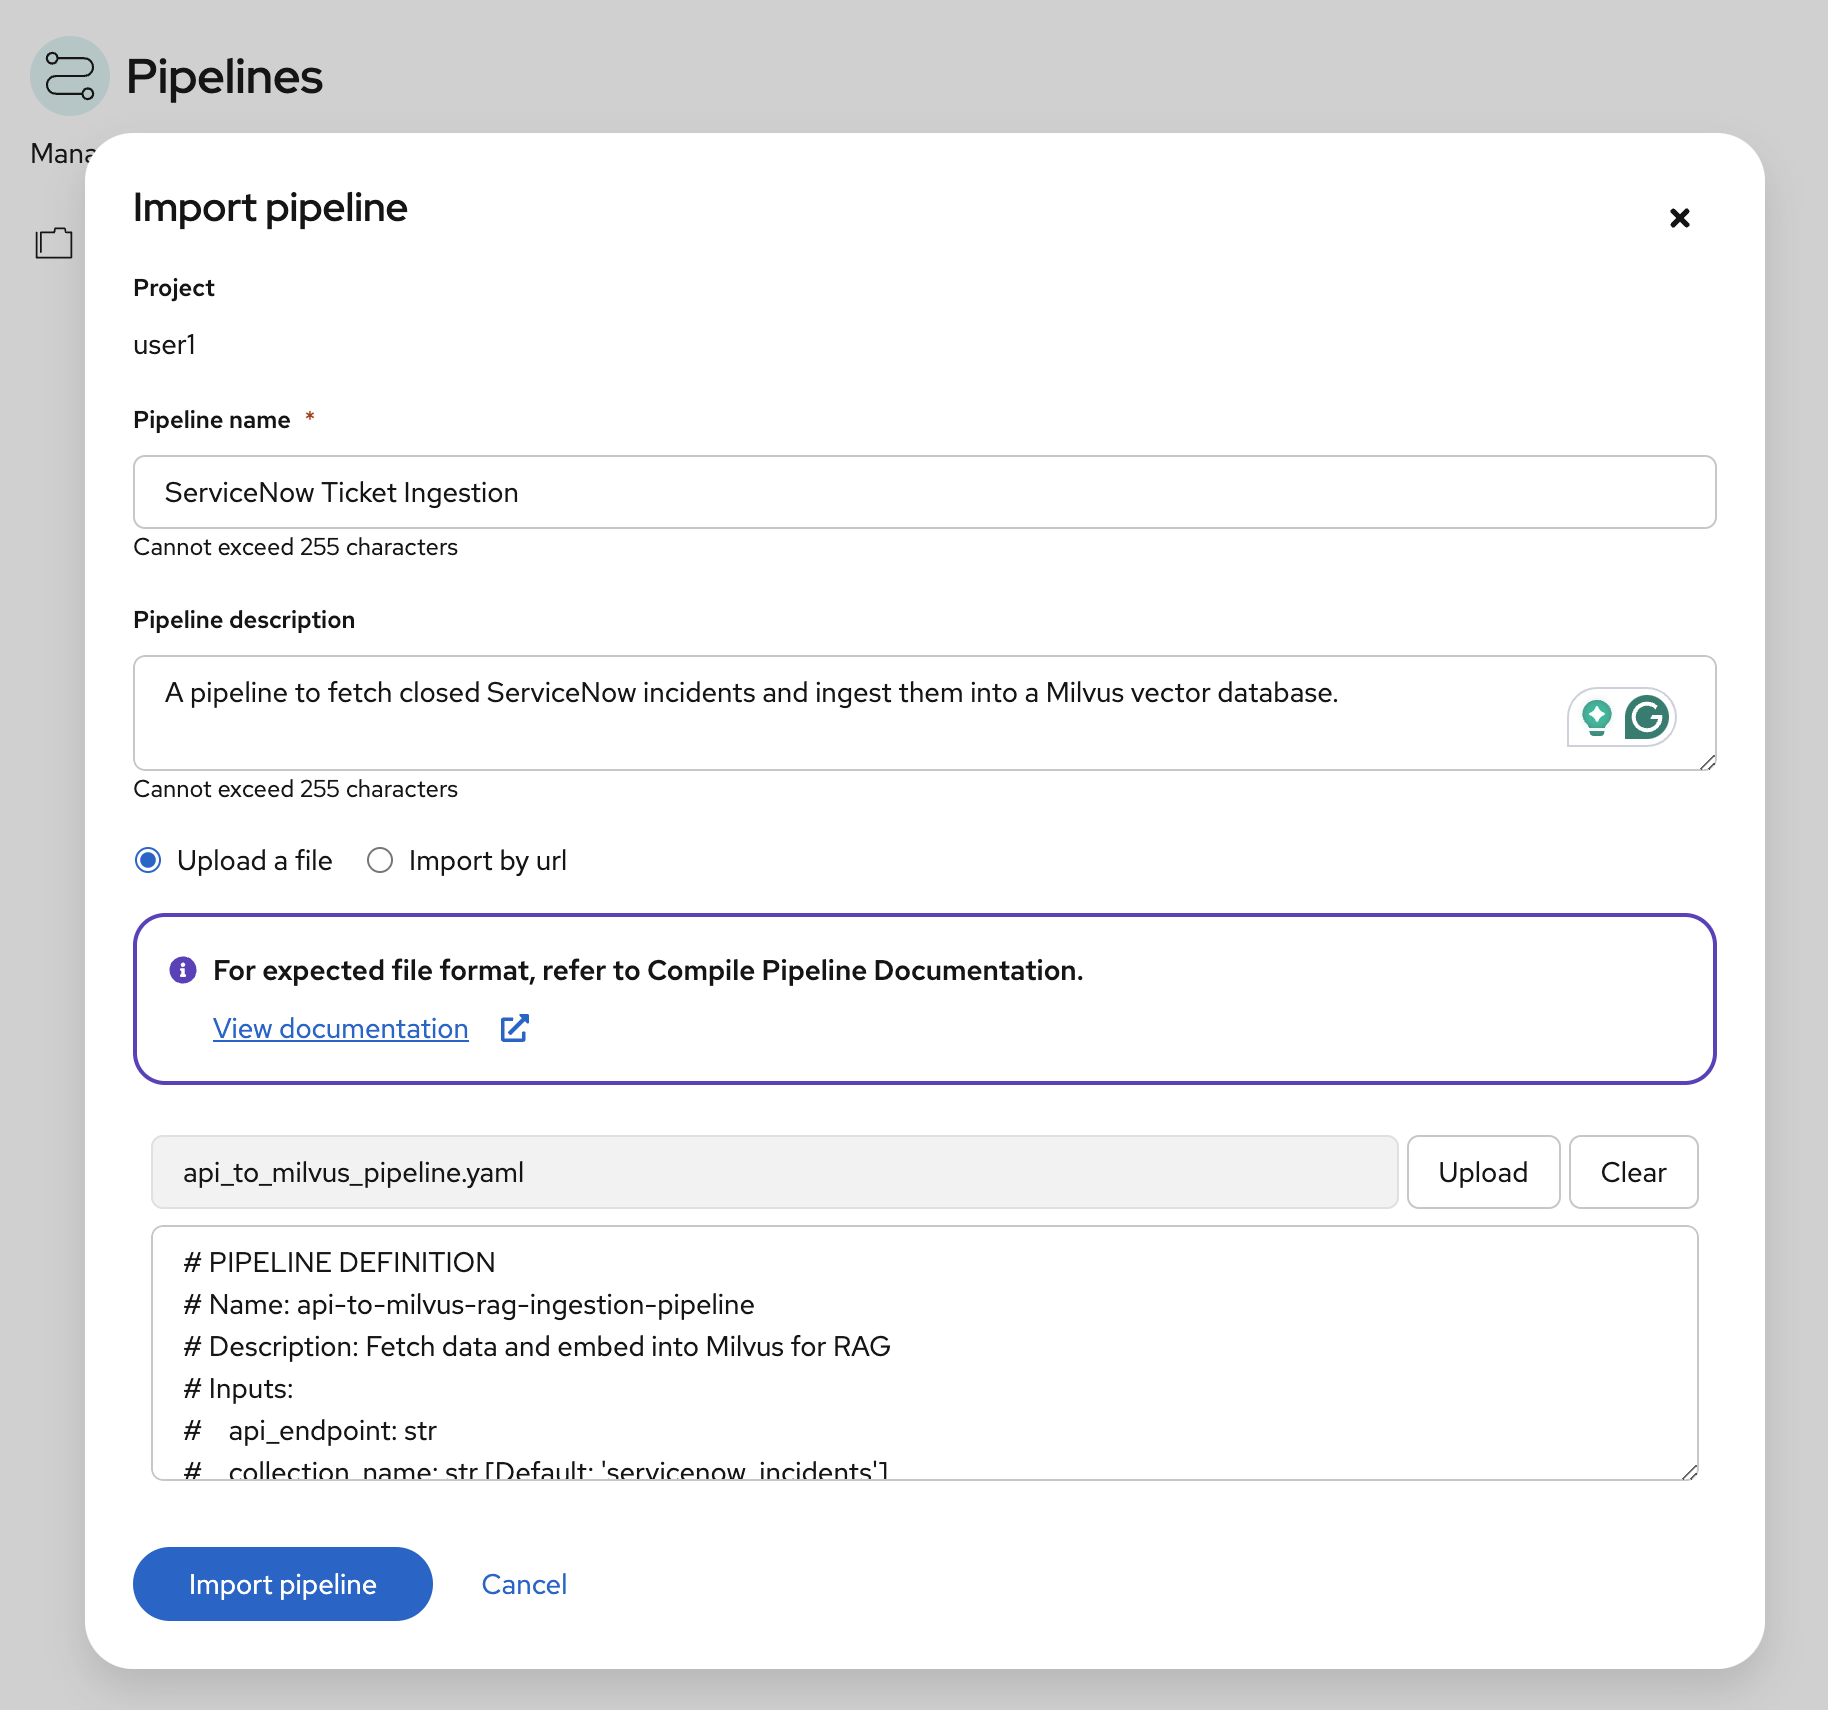 Pipelines
Mana
Import pipeline
Project
user1
Pipeline name *
ServiceNow Ticket Ingestion
Cannot exceed 255 characters
Pipeline description
A pipeline to fetch closed ServiceNow incidents and ingest them into a Milvus vector database.
Cannot exceed 255 characters
Upload a file Import by url
For expected file format, refer to Compile Pipeline Documentation.
View documentation
api_to_milvus_pipeline.yaml Upload Clear
# PIPELINE DEFINITION
# Name: api-to-milvus-rag-ingestion-pipeline
# Description: Fetch data and embed into Milvus for RAG
# Inputs:
#    api_endpoint: str
#    collection_name: str [Default: 'servicenow_incidents']
Import pipeline Cancel